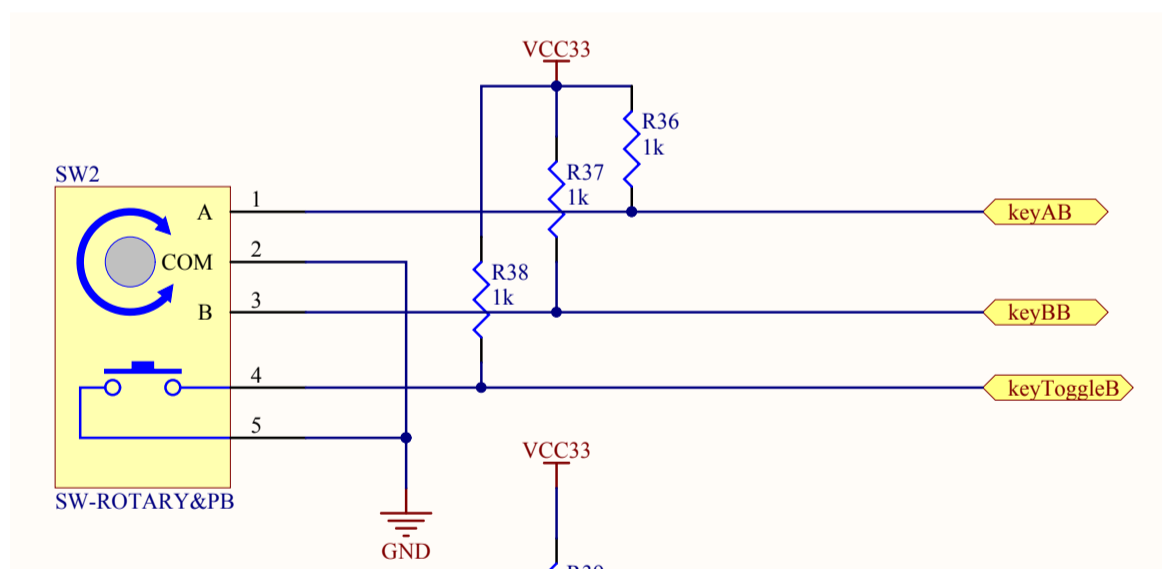 VCC33
R36
1k
R37
1k
SW2
A
1
keyAB
COM
2
R38
1k
B
3
keyBB
4
keyToggleB
5
VCC33
SW-ROTARY&PB
GND